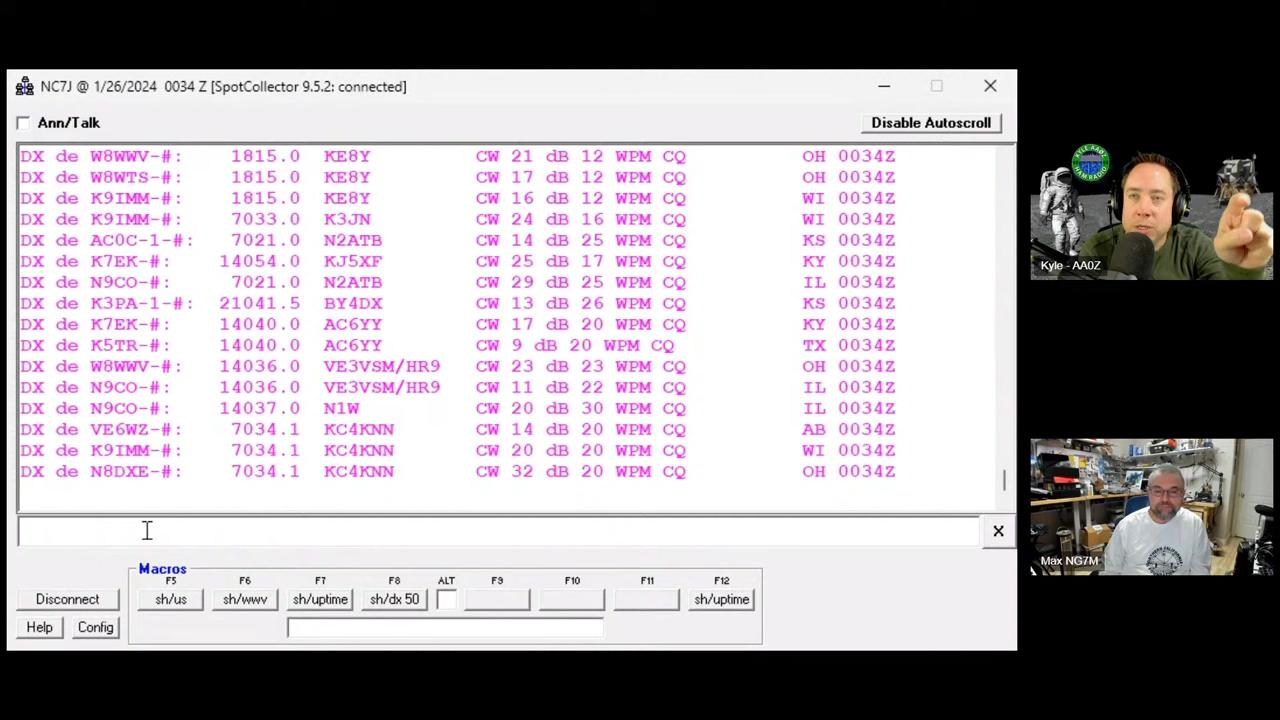 NC7J @ 1/26/2024 0034 Z [SpotCollector 9.5.2: connected]
Ann/Talk
Disable Autoscroll
DX de W8WWV-#: 1815.0 KE8Y CW 21 dB 12 WPM CQ OH 0034Z
DX de W8WTS-#: 1815.0 KE8Y CW 17 dB 12 WPM CQ OH 0034Z
DX de K9IMM-#: 1815.0 KE8Y CW 16 dB 12 WPM CQ WI 0034Z
DX de K9IMM-#: 7033.0 K3JN CW 24 dB 16 WPM CQ WI 0034Z
DX de AC0C-1-#: 7021.0 N2ATB CW 14 dB 25 WPM CQ KS 0034Z
DX de K7EK-#: 14054.0 KJ5XF CW 25 dB 17 WPM CQ KY 0034Z
DX de N9CO-#: 7021.0 N2ATB CW 29 dB 25 WPM CQ IL 0034Z
DX de K3PA-1-#: 21041.5 BY4DX CW 13 dB 26 WPM CQ KS 0034Z
DX de K7EK-#: 14040.0 AC6YY CW 17 dB 20 WPM CQ KY 0034Z
DX de K5TR-#: 14040.0 AC6YY CW 9 dB 20 WPM CQ TX 0034Z
DX de W8WWV-#: 14036.0 VE3VSM/HR9 CW 23 dB 23 WPM CQ OH 0034Z
DX de N9CO-#: 14036.0 VE3VSM/HR9 CW 11 dB 22 WPM CQ IL 0034Z
DX de N9CO-#: 14037.0 N1W CW 20 dB 30 WPM CQ IL 0034Z
DX de VE6WZ-#: 7034.1 KC4KNN CW 14 dB 20 WPM CQ AB 0034Z
DX de K9IMM-#: 7034.1 KC4KNN CW 20 dB 20 WPM CQ WI 0034Z
DX de N8DXE-#: 7034.1 KC4KNN CW 32 dB 20 WPM CQ OH 0034Z
X
Macros
F5 F6 F7 F8 ALT F9 F10 F11 F12
Disconnect sh/us sh/wwv sh/uptime sh/dx 50 sh/uptime
Help Config
KYLE AA0Z
HAM RADIO
Kyle - AA0Z
Max NG7M